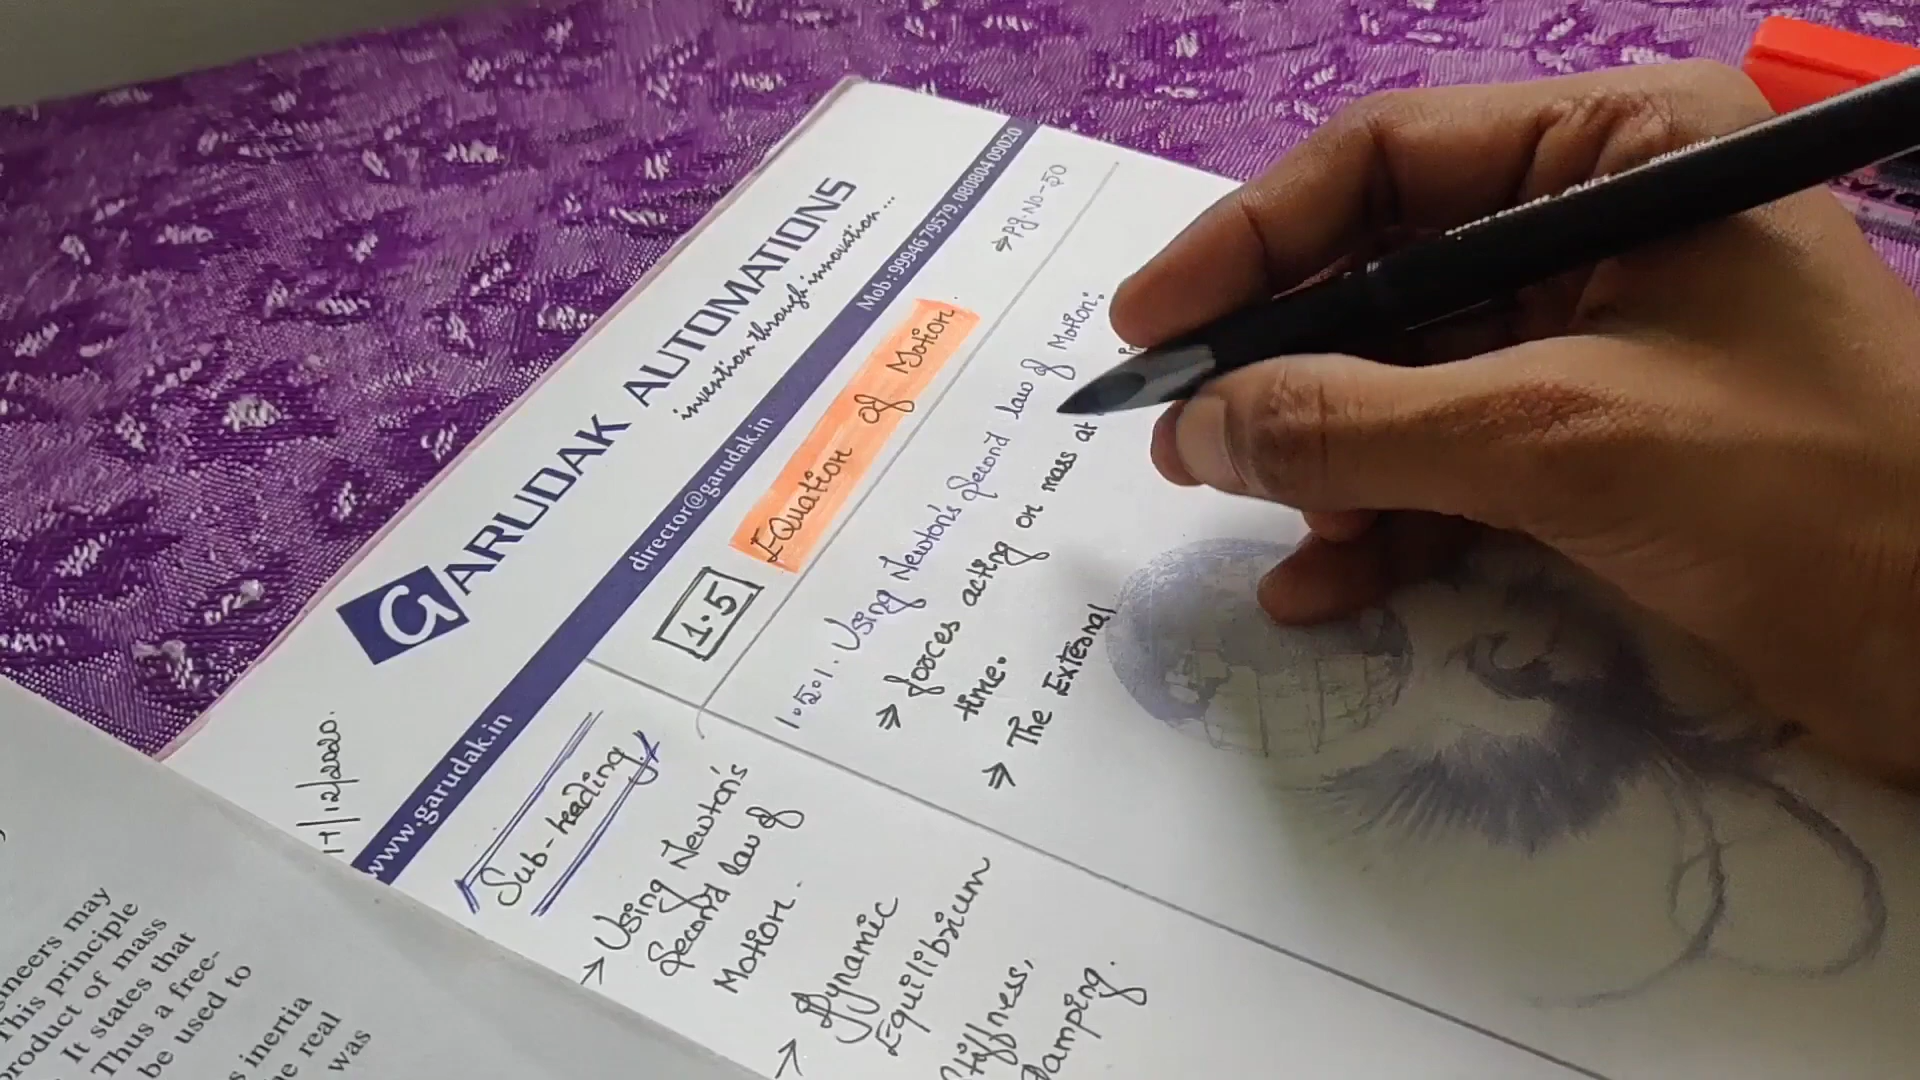 GARUDAK AUTOMATIONS
invention through innovation...
www.garudak.in director@garudak.in Mob : 99946 79579, 080804 09020
/12/2020.
⇒ Pg.No-50
1.5 Equation of Motion
Sub-heading
→ Using Newton's
Second law of
Motion.
→ Dynamic
Equilibrium
Stiffness,
Damping.
1.5.1. Using Newton's Second law of Motion:
⇒ forces acting on mass at
time.
⇒ The External
may
This principle
product of mass
It states that
Thus a free-
be used to
inertia
real
was